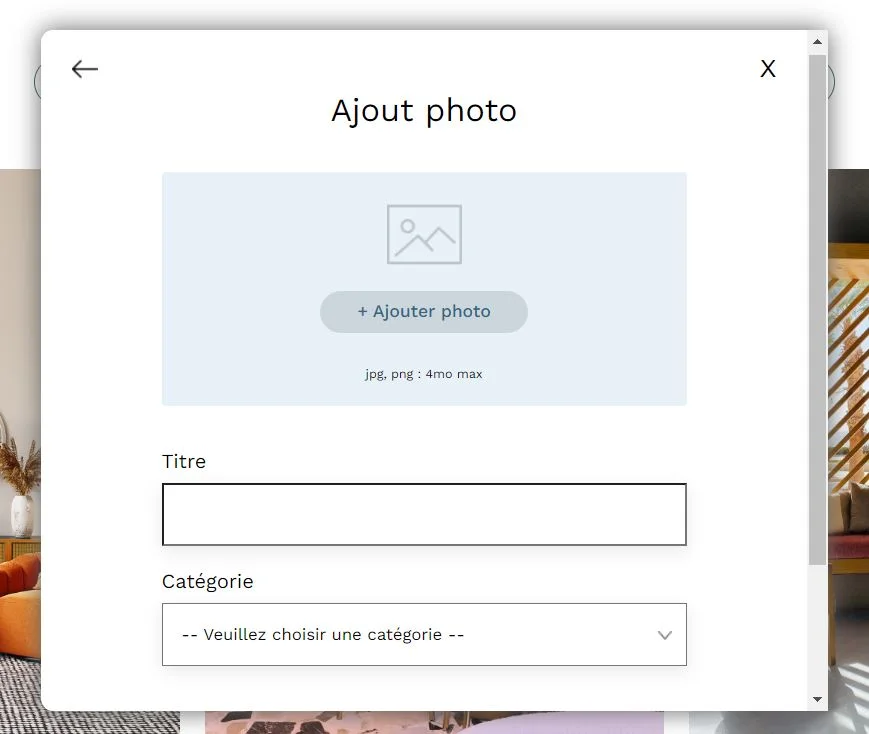 X
Ajout photo
+ Ajouter photo
jpg, png : 4mo max
Titre
Catégorie
-- Veuillez choisir une catégorie --